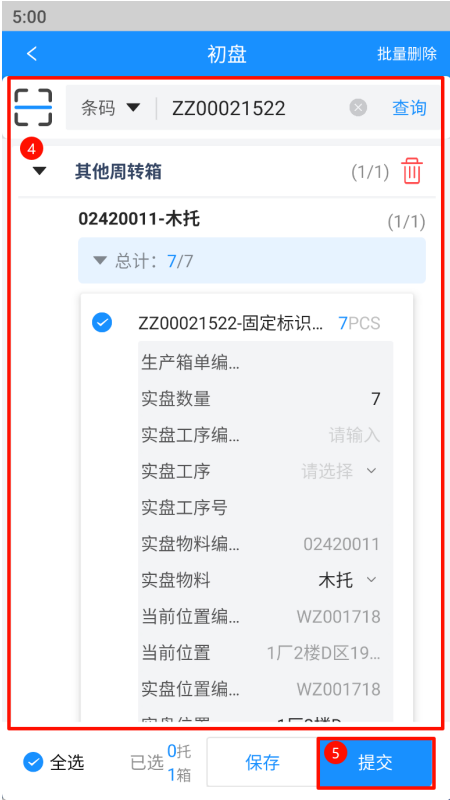 5:00
初盘 批量删除
条码 ZZ00021522 查询
4
其他周转箱 (1/1)
02420011-木托 (1/1)
总计: 7/7
ZZ00021522-固定标识... 7PCS
生产箱单编...
实盘数量 7
实盘工序编... 请输入
实盘工序 请选择
实盘工序号
实盘物料编... 02420011
实盘物料 木托
当前位置编... WZ001718
当前位置 1厂2楼D区19...
实盘位置编... WZ001718
实盘位置
全选 已选 0托 1箱 保存 5 提交